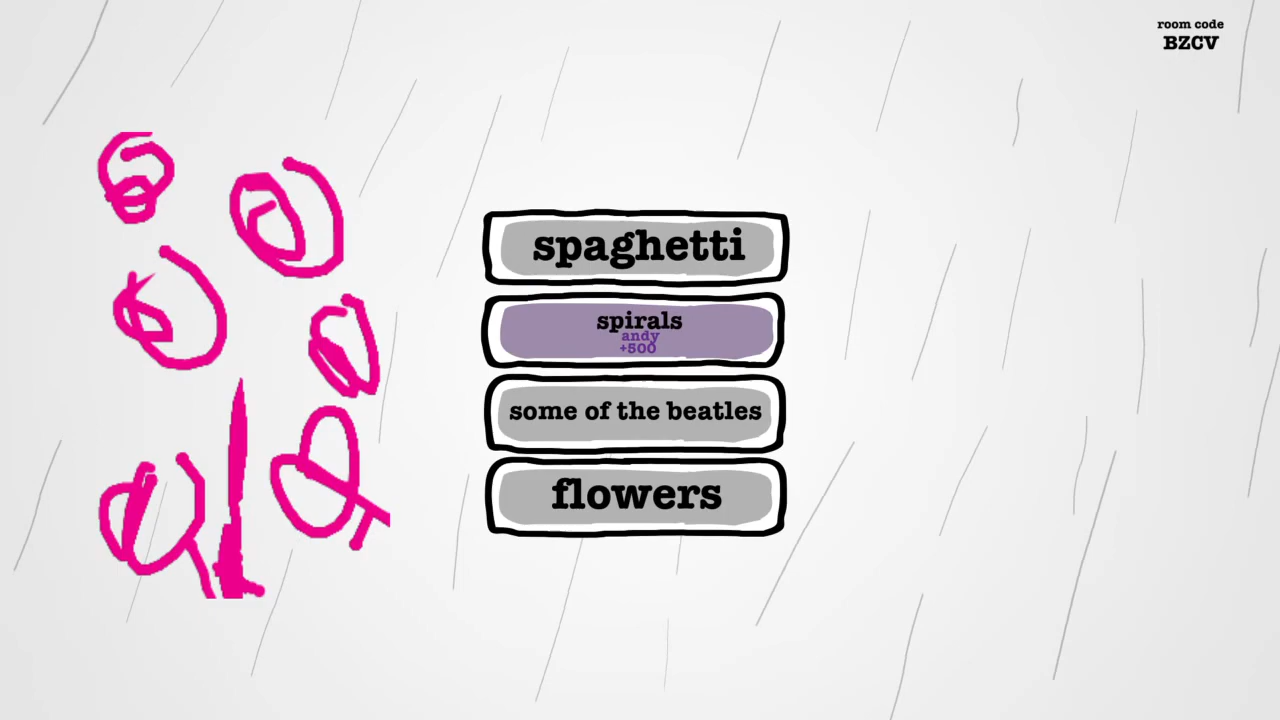 room code
BZCV
spaghetti
spirals
andy
+500
some of the beatles
flowers